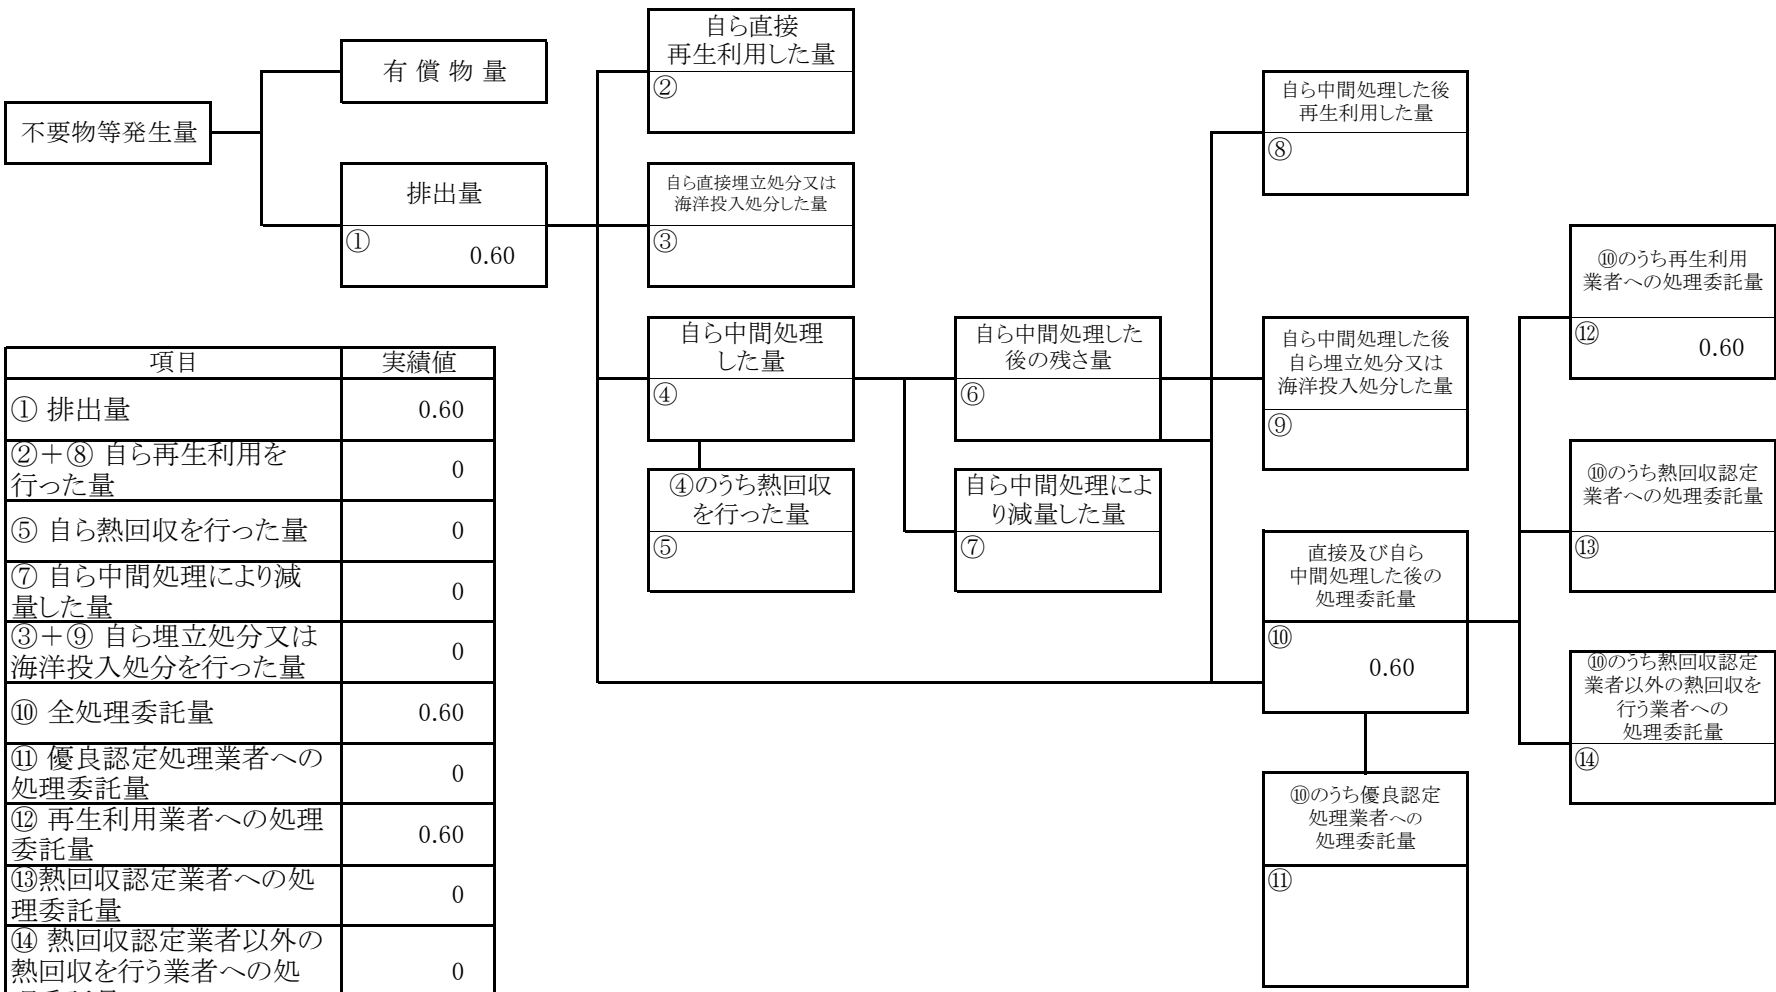 自ら直接
再生利用した量
②
有 償 物 量
不要物等発生量
排出量
①
0.60
自ら直接埋立処分又は
海洋投入処分した量
③
自ら中間処理した後
再生利用した量
⑧
⑩のうち再生利用
業者への処理委託量
⑫
0.60
自ら中間処理
した量
④
自ら中間処理した
後の残さ量
⑥
自ら中間処理した後
自ら埋立処分又は
海洋投入処分した量
⑨
④のうち熱回収
を行った量
⑤
自ら中間処理によ
り減量した量
⑦
⑩のうち熱回収認定
業者への処理委託量
⑬
直接及び自ら
中間処理した後の
処理委託量
⑩
0.60
⑩のうち熱回収認定
業者以外の熱回収を
行う業者への
処理委託量
⑭
⑩のうち優良認定
処理業者への
処理委託量
⑪
項目 実績値
① 排出量 0.60
②+⑧ 自ら再生利用を
行った量 0
⑤ 自ら熱回収を行った量 0
⑦ 自ら中間処理により減
量した量 0
③+⑨ 自ら埋立処分又は
海洋投入処分を行った量 0
⑩ 全処理委託量 0.60
⑪ 優良認定処理業者への
処理委託量 0
⑫ 再生利用業者への処理
委託量 0.60
⑬熱回収認定業者への処
理委託量 0
⑭ 熱回収認定業者以外の
熱回収を行う業者への処 0